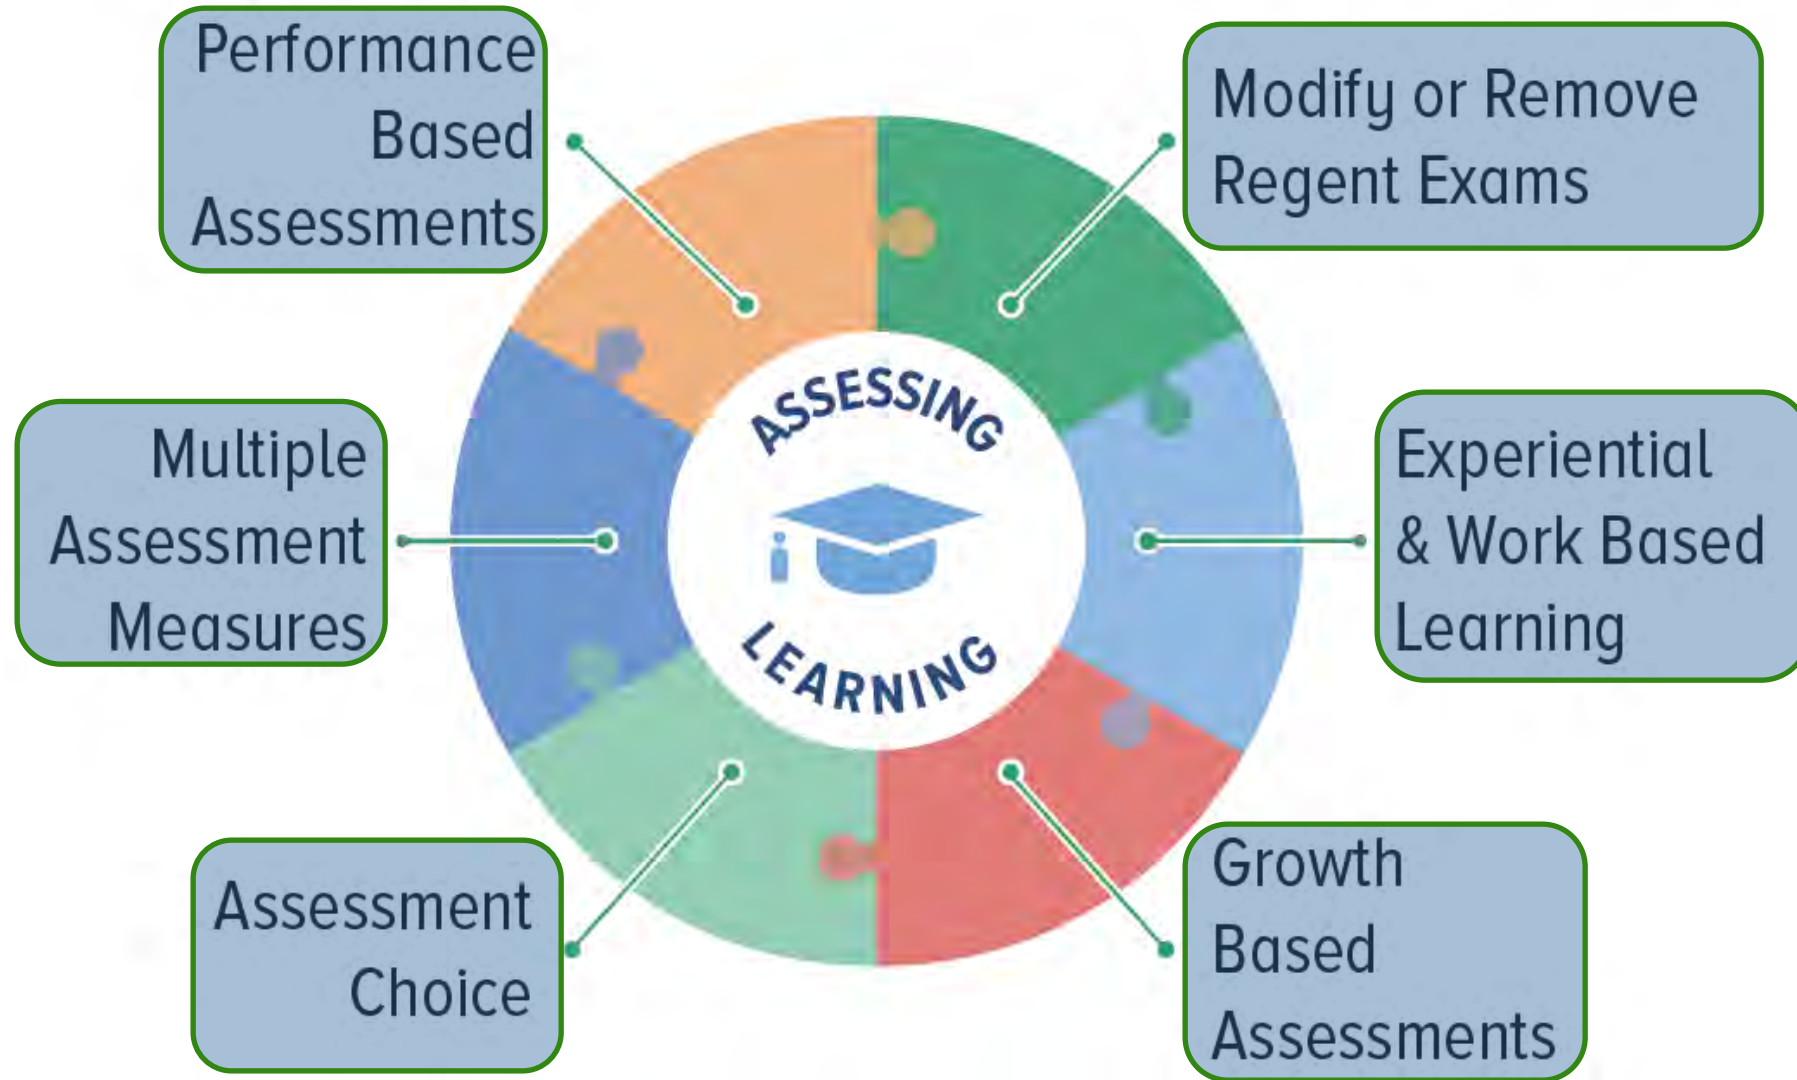 Performance
Based
Assessments
Modify or Remove
Regent Exams
Multiple
Assessment
Measures
ASSESSING
LEARNING
Experiential
& Work Based
Learning
Assessment
Choice
Growth
Based
Assessments